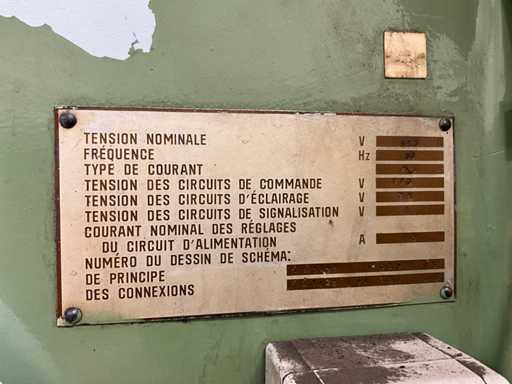 TENSION NOMINALE V
FRÉQUENCE Hz
TYPE DE COURANT
TENSION DES CIRCUITS DE COMMANDE V
TENSION DES CIRCUITS D'ÉCLAIRAGE V
TENSION DES CIRCUITS DE SIGNALISATION V
COURANT NOMINAL DES RÉGLAGES
DU CIRCUIT D'ALIMENTATION A
NUMÉRO DU DESSIN DE SCHÉMA:
DE PRINCIPE
DES CONNEXIONS